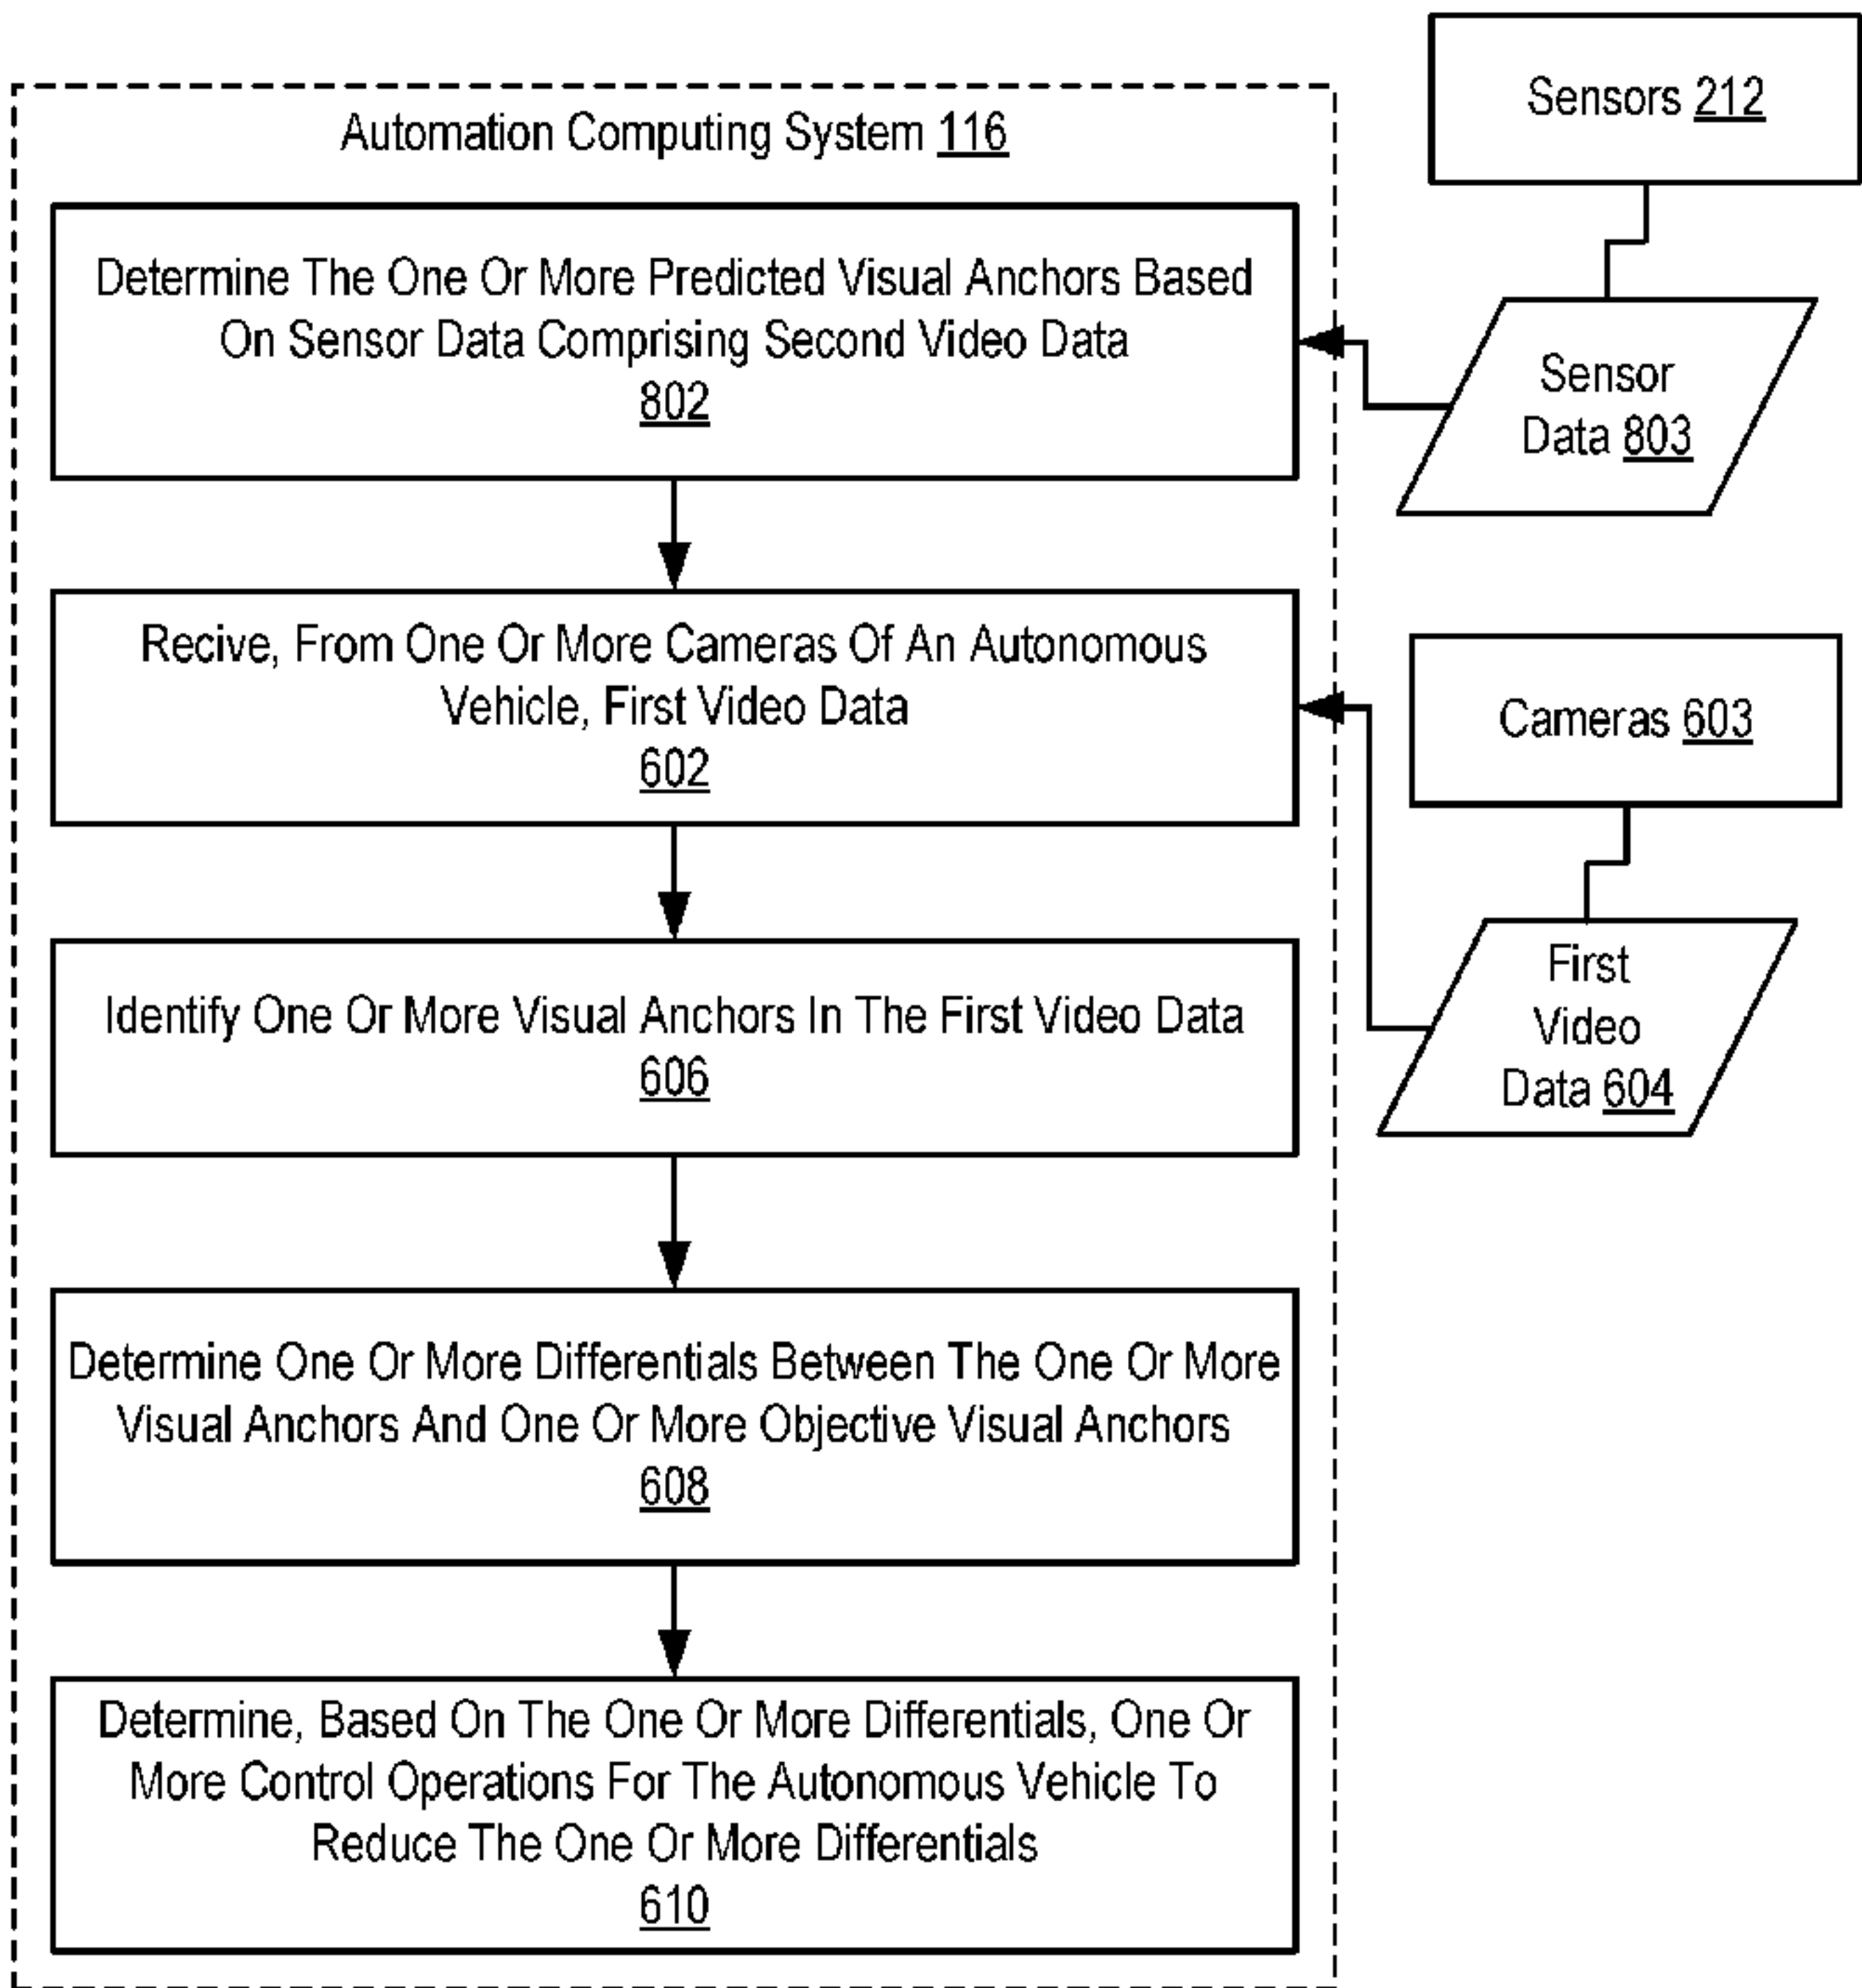 Automation Computing System 116
Determine The One Or More Predicted Visual Anchors Based
On Sensor Data Comprising Second Video Data
802
Recive, From One Or More Cameras Of An Autonomous
Vehicle, First Video Data
602
Identify One Or More Visual Anchors In The First Video Data
606
Determine One Or More Differentials Between The One Or More
Visual Anchors And One Or More Objective Visual Anchors
608
Determine, Based On The One Or More Differentials, One Or
More Control Operations For The Autonomous Vehicle To
Reduce The One Or More Differentials
610
Sensors 212
Sensor
Data 803
Cameras 603
First
Video
Data 604